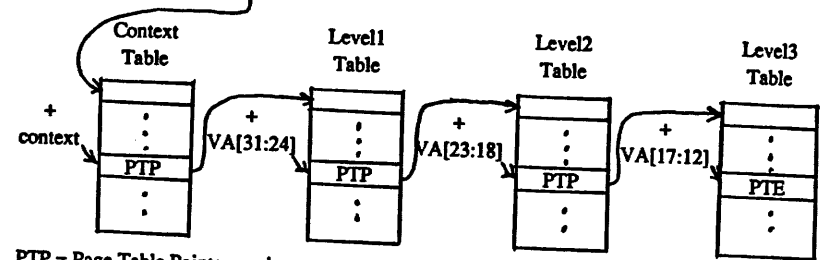 Context
Table
Level1
Table
Level2
Table
Level3
Table
+
context
PTP
+
VA[31:24]
PTP
+
VA[23:18]
PTP
+
VA[17:12]
PTE
PTP = Page Table